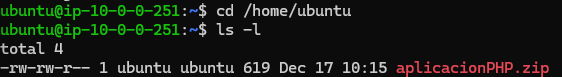 ubuntu@ip-10-0-0-251:~$ cd /home/ubuntu
ubuntu@ip-10-0-0-251:~$ ls -l
total 4
-rw-rw-r-- 1 ubuntu ubuntu 619 Dec 17 10:15 aplicacionPHP.zip